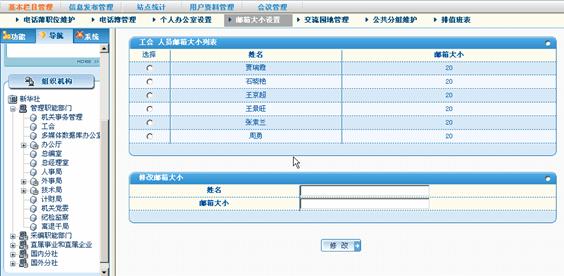 基本栏目管理 信息发布管理 站点统计 用户资料管理 会议管理
电话簿职位维护 电话簿管理 个人办公室设置 邮箱大小设置 交流园地管理 公共分组维护 排值班表
功能 导航 系统
组织机构
新华社
管理职能部门
机关事务管理
工会
多媒体数据库办公室
办公厅
总编室
总经理室
人事局
外事局
技术局
计财局
机关党委
纪检监察
离退干局
采编职能部门
直属事业和直属企业
国内分社
国外分社
工会 人员邮箱大小列表
选择 姓名 邮箱大小
贾瑞霞 20
石晓艳 20
王京超 20
王景旺 20
张素兰 20
周勇 20
修改邮箱大小
姓名
邮箱大小
修 改